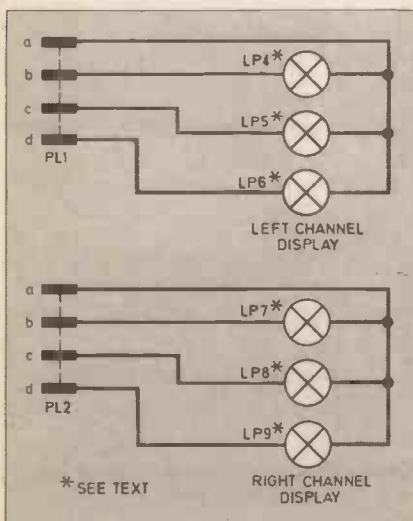 a
LP4*
b
LP5*
c
d
LP6*
PL1
LEFT CHANNEL
DISPLAY
a
LP7*
b
c
LP8*
d
PL2
LP9*
* SEE TEXT
RIGHT CHANNEL
DISPLAY